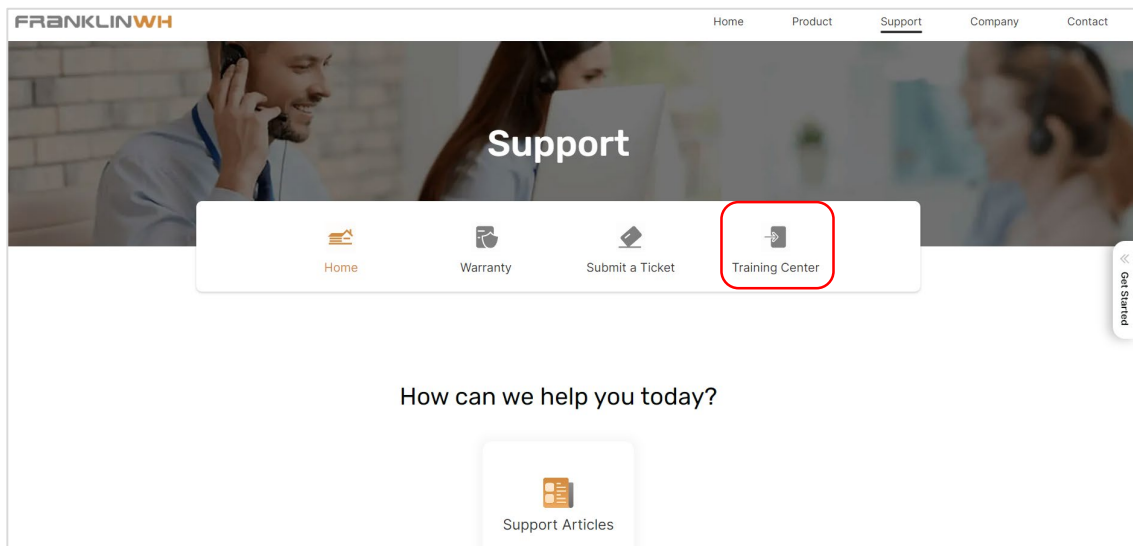 FRANKLINWH
Home Product Support Company Contact
Support
Home Warranty Submit a Ticket Training Center
Get Started
How can we help you today?
Support Articles